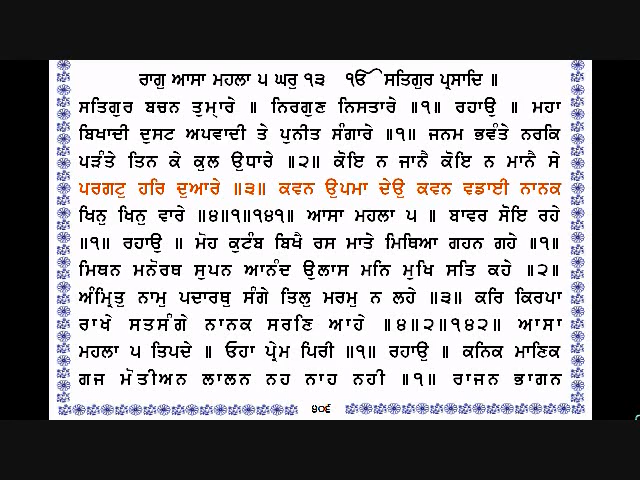 ਰਾਗੁ ਆਸਾ ਮਹਲਾ ੫ ਘਰੁ ੧੩ ੴ ਸਤਿਗੁਰ ਪ੍ਰਸਾਦਿ ॥
ਸਤਿਗੁਰ ਬਚਨ ਤੁਮ੍ਹਾਰੇ ॥ ਨਿਰਗੁਣ ਨਿਸਤਾਰੇ ॥੧॥ ਰਹਾਉ ॥ ਮਹਾ
ਬਿਖਾਦੀ ਦੁਸਟ ਅਪਵਾਦੀ ਤੇ ਪੁਨੀਤ ਸੰਗਾਰੇ ॥੧॥ ਜਨਮ ਭਵੰਤੇ ਨਰਕਿ
ਪੜੰਤੇ ਤਿਨ ਕੇ ਕੁਲ ਉਧਾਰੇ ॥੨॥ ਕੋਇ ਨ ਜਾਨੈ ਕੋਇ ਨ ਮਾਨੈ ਸੇ
ਪਰਗਟੁ ਹਰਿ ਦੁਆਰੇ ॥੩॥ ਕਵਨ ਉਪਮਾ ਦੇਉ ਕਵਨ ਵਡਾਈ ਨਾਨਕ
ਖਿਨੁ ਖਿਨੁ ਵਾਰੇ ॥੪॥੧॥੧੪੧॥ ਆਸਾ ਮਹਲਾ ੫ ॥ ਬਾਵਰ ਸੋਇ ਰਹੇ
॥੧॥ ਰਹਾਉ ॥ ਮੋਹ ਕੁਟੰਬ ਬਿਖੈ ਰਸ ਮਾਤੇ ਮਿਥਿਆ ਗਹਨ ਗਹੇ ॥੧॥
ਮਿਥਨ ਮਨੋਰਥ ਸੁਪਨ ਆਨੰਦ ਉਲਾਸ ਮਨਿ ਮੁਖਿ ਸਤਿ ਕਹੇ ॥੨॥
ਅੰਮ੍ਰਿਤੁ ਨਾਮੁ ਪਦਾਰਥੁ ਸੰਗੇ ਤਿਲੁ ਮਰਮੁ ਨ ਲਹੇ ॥੩॥ ਕਰਿ ਕਿਰਪਾ
ਰਾਖੇ ਸਤਸੰਗੇ ਨਾਨਕ ਸਰਣਿ ਆਹੇ ॥੪॥੨॥੧੪੨॥ ਆਸਾ
ਮਹਲਾ ੫ ਤਿਪਦੇ ॥ ਓਹਾ ਪ੍ਰੇਮ ਪਿਰੀ ॥੧॥ ਰਹਾਉ ॥ ਕਨਿਕ ਮਾਣਿਕ
ਗਜ ਮੋਤੀਅਨ ਲਾਲਨ ਨਹ ਨਾਹ ਨਹੀ ॥੧॥ ਰਾਜਨ ਭਾਗਨ
੪੦੬